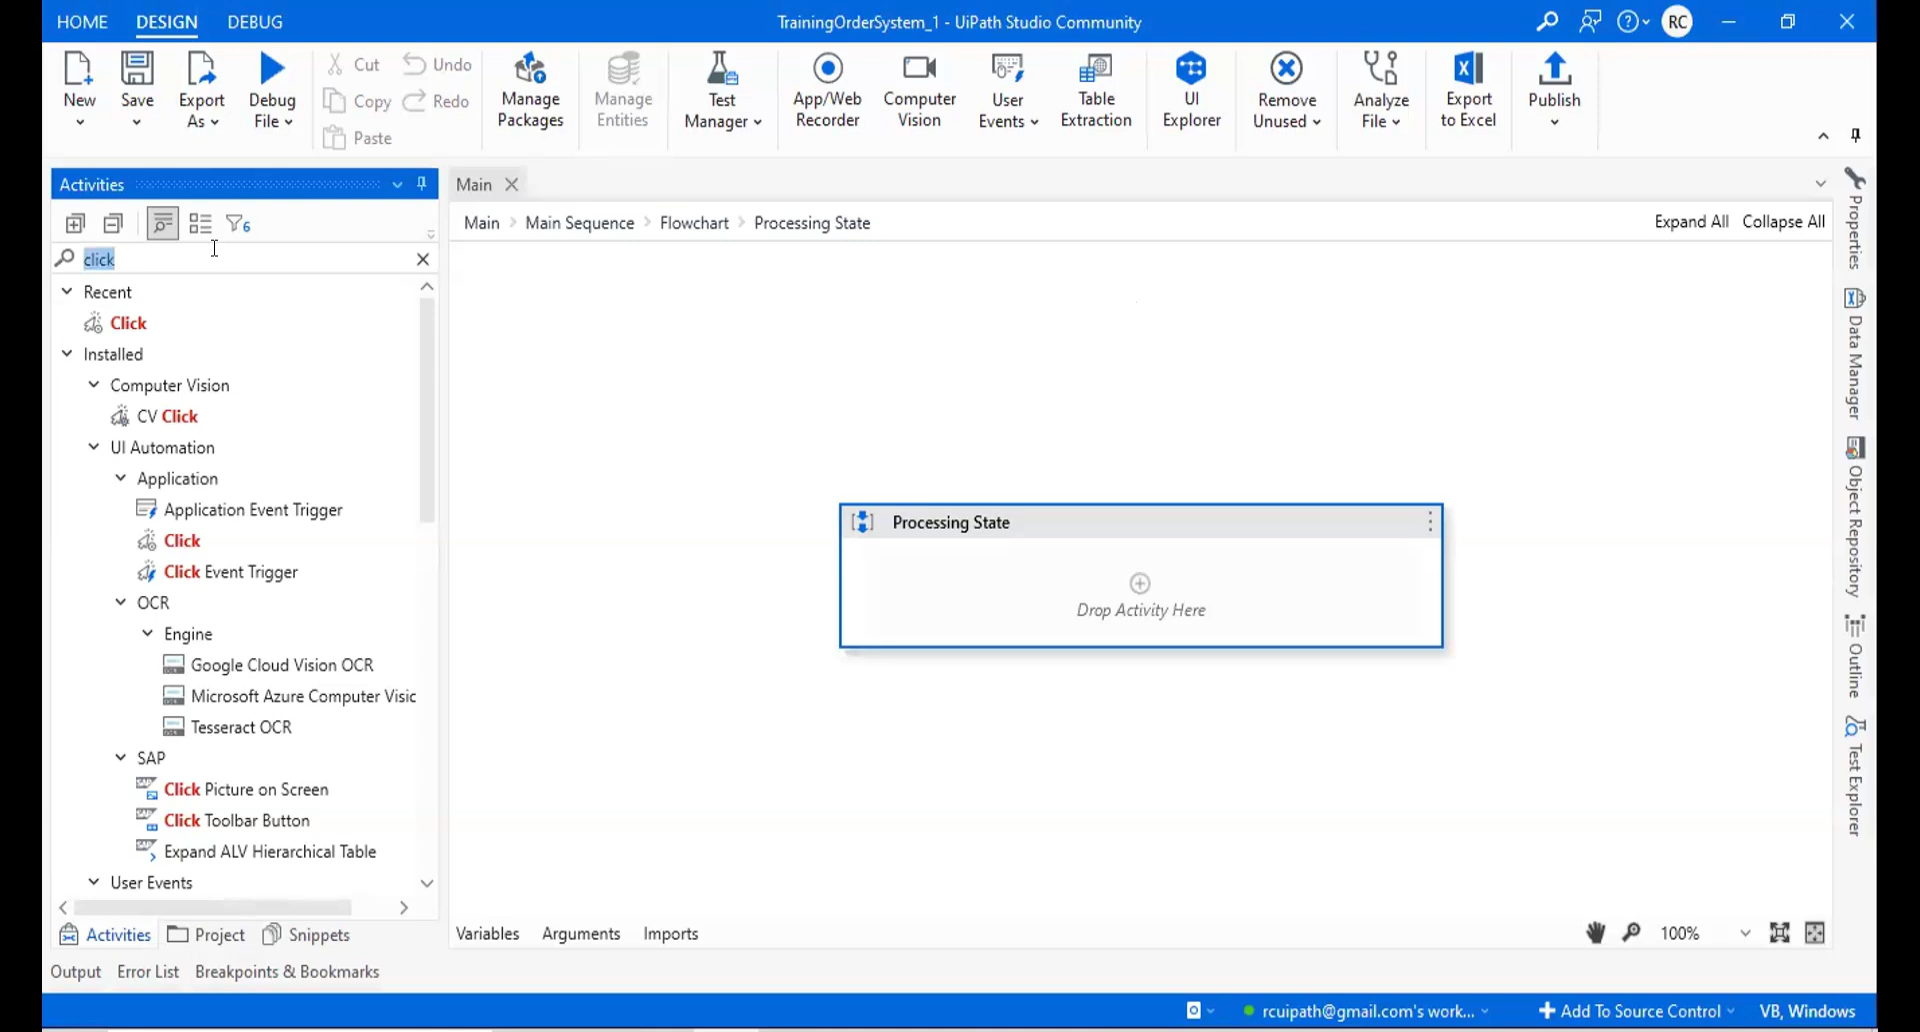 HOME DESIGN DEBUG TrainingOrderSystem_1 - UiPath Studio Community RC
New Save Export As Debug File Cut Copy Paste Undo Redo Manage Packages Manage Entities Test Manager App/Web Recorder Computer Vision User Events Table Extraction UI Explorer Remove Unused Analyze File Export to Excel Publish
Activities
6
click
Recent
Click
Installed
Computer Vision
CV Click
UI Automation
Application
Application Event Trigger
Click
Click Event Trigger
OCR
Engine
Google Cloud Vision OCR
Microsoft Azure Computer Visic
Tesseract OCR
SAP
Click Picture on Screen
Click Toolbar Button
Expand ALV Hierarchical Table
User Events
Activities Project Snippets
Main
Main Main Sequence Flowchart Processing State Expand All Collapse All
Processing State
Drop Activity Here
Variables Arguments Imports 100%
Properties
Data Manager
Object Repository
Outline
Test Explorer
Output Error List Breakpoints & Bookmarks
rcuipath@gmail.com's work... Add To Source Control VB, Windows